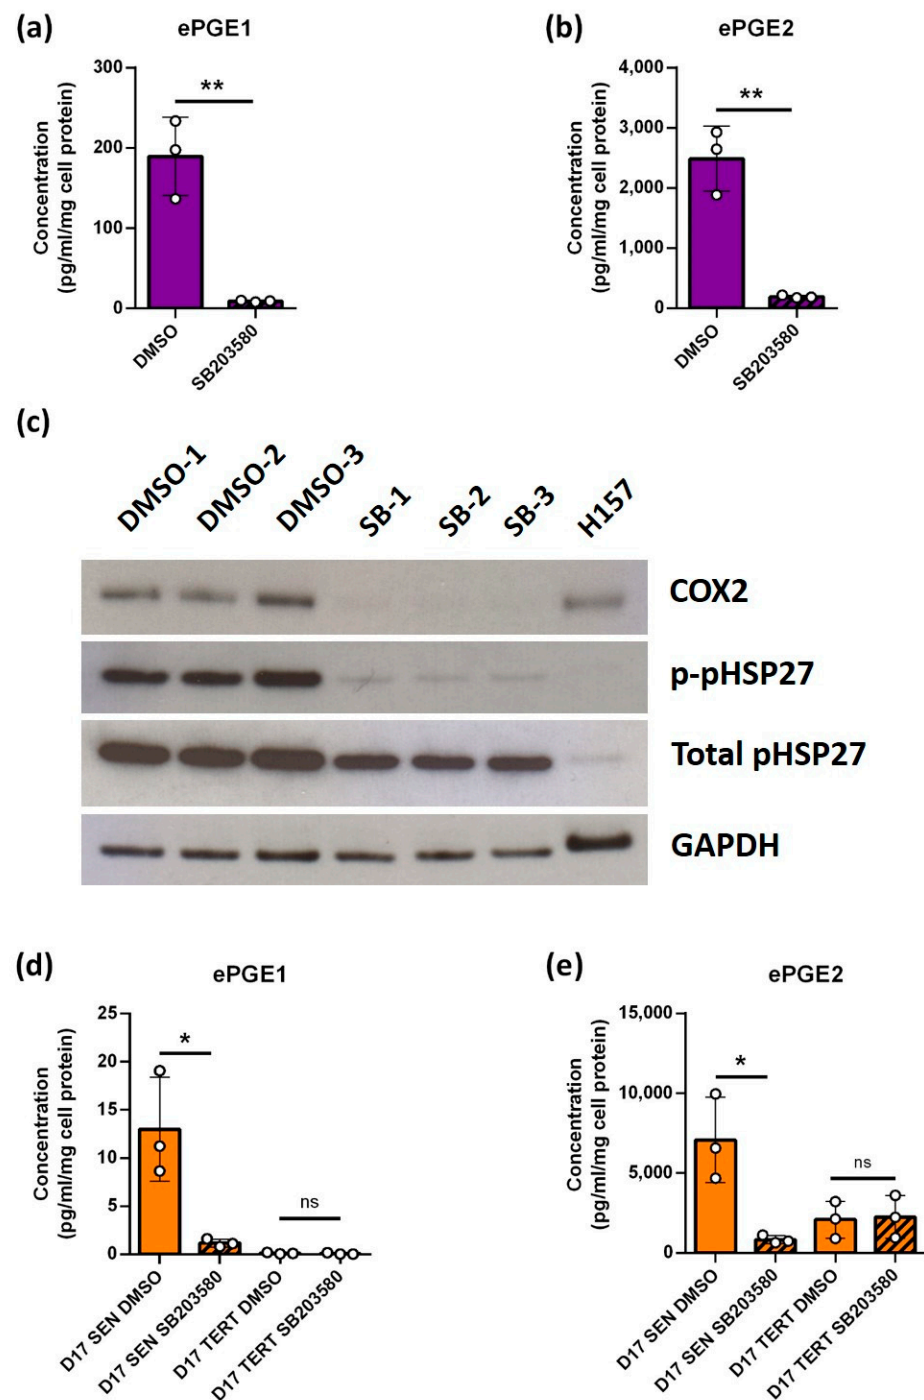 (a)
ePGE1
Concentration
(pg/ml/mg cell protein)
300
200
100
0
**
DMSO
SB203580
(b)
ePGE2
Concentration
(pg/ml/mg cell protein)
4,000
3,000
2,000
1,000
0
**
DMSO
SB203580
(c)
DMSO-1
DMSO-2
DMSO-3
SB-1
SB-2
SB-3
H157
COX2
p-pHSP27
Total pHSP27
GAPDH
(d)
ePGE1
Concentration
(pg/ml/mg cell protein)
25
20
15
10
5
0
*
ns
D17 SEN DMSO
D17 SEN SB203580
D17 TERT DMSO
D17 TERT SB203580
(e)
ePGE2
Concentration
(pg/ml/mg cell protein)
15,000
10,000
5,000
0
*
ns
D17 SEN DMSO
D17 SEN SB203580
D17 TERT DMSO
D17 TERT SB203580